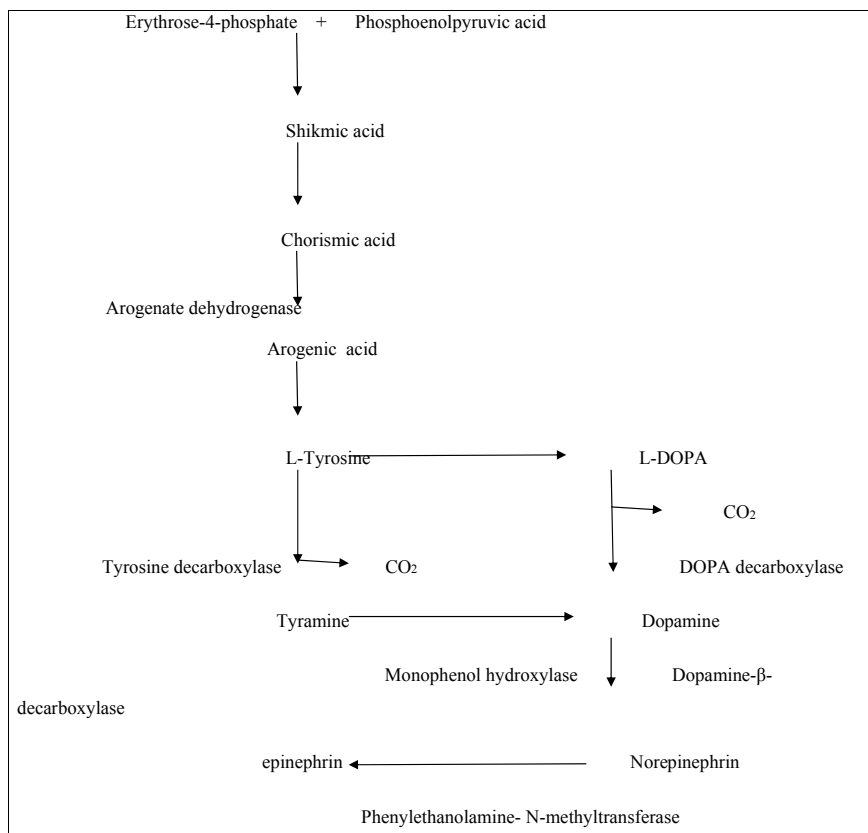 Erythrose-4-phosphate + Phosphoenolpyruvic acid
Shikmic acid
Chorismic acid
Arogenate dehydrogenase
Arogenic acid
L-Tyrosine L-DOPA
CO₂
Tyrosine decarboxylase CO₂ DOPA decarboxylase
Tyramine Dopamine
Monophenol hydroxylase Dopamine-β-
decarboxylase
epinephrin Norepinephrin
Phenylethanolamine- N-methyltransferase